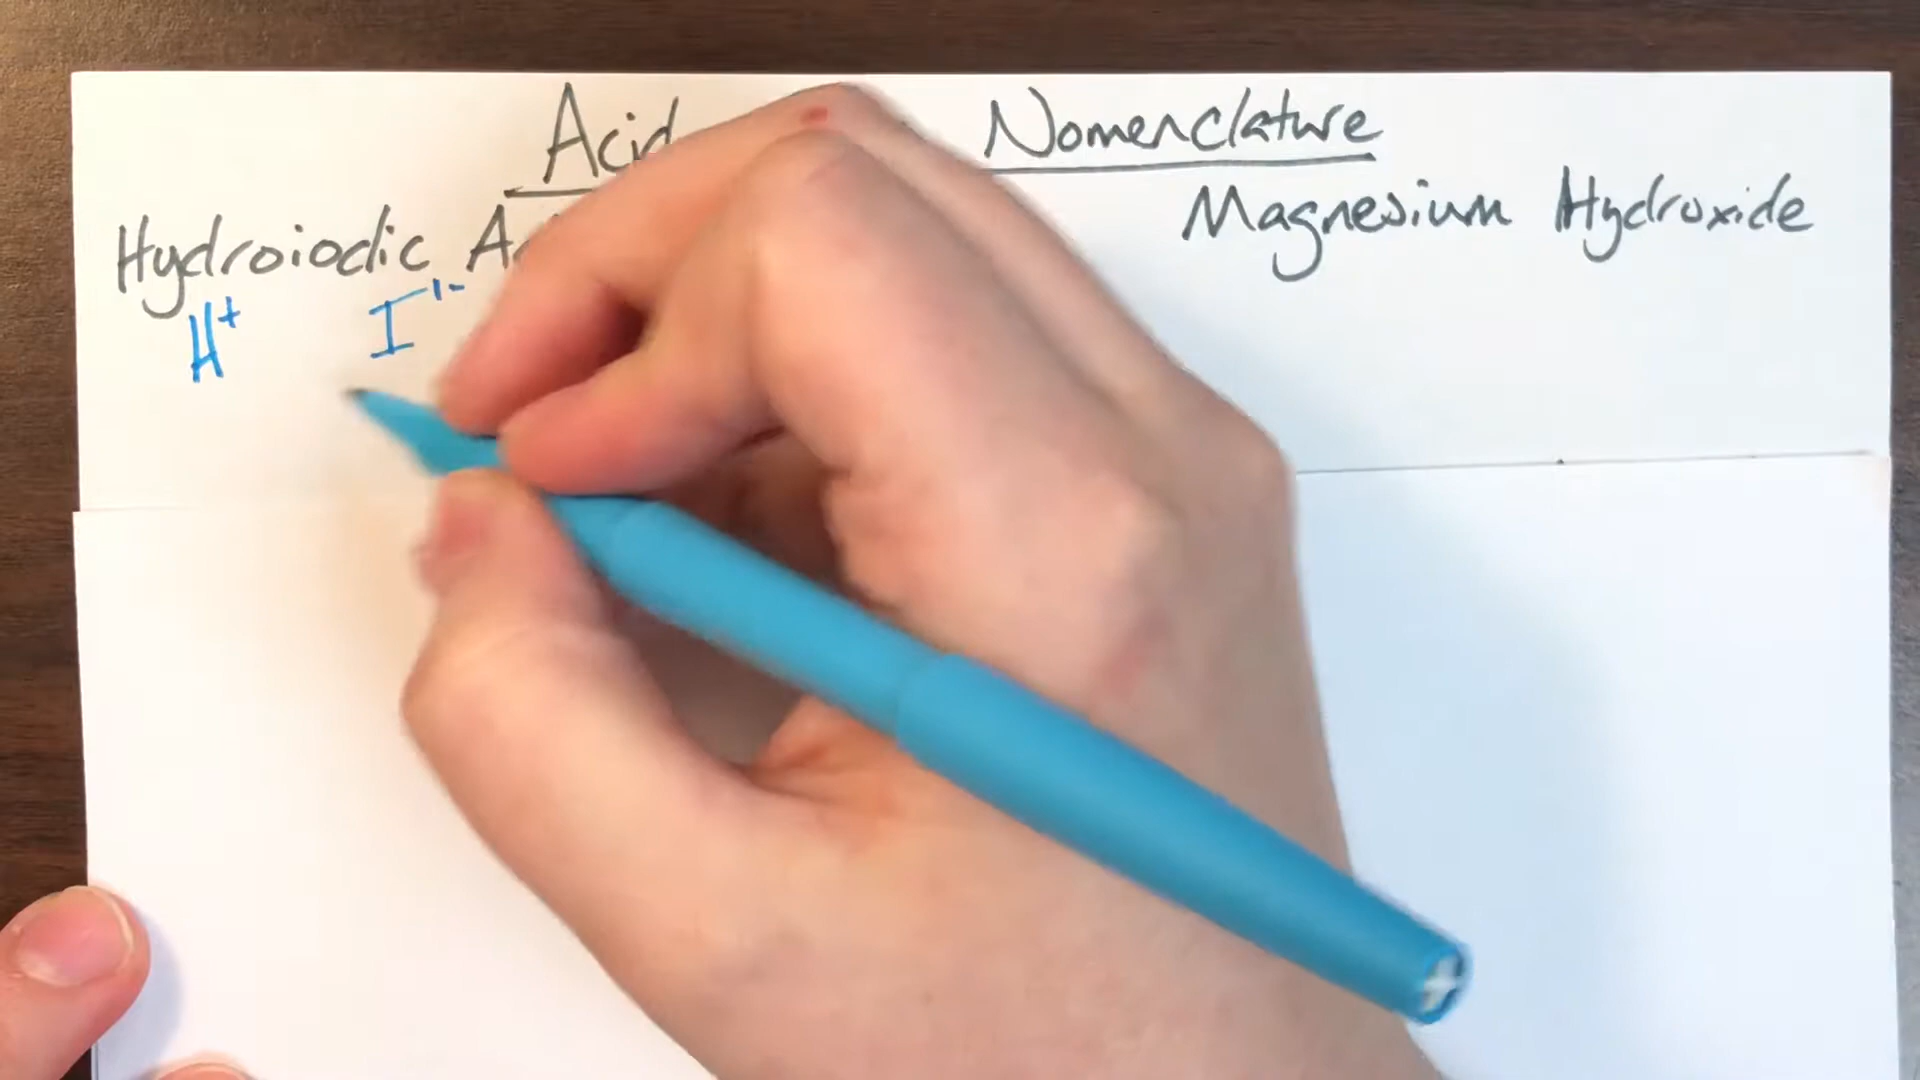 Acid Nomenclature
Hydroiodic Magnesium Hydroxide
H+ I1-